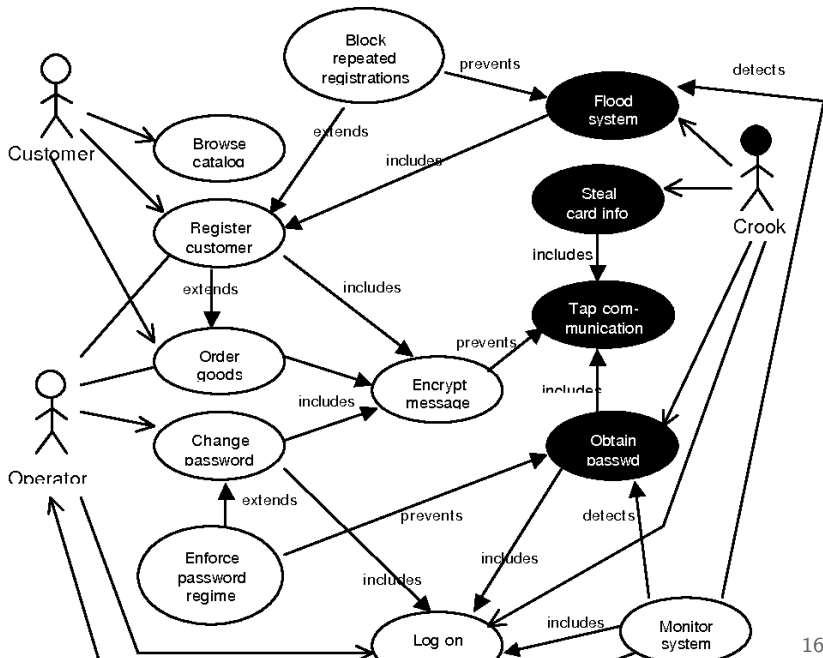 Block
repeated
registrations
prevents
detects
Flood
system
Customer
extends
Browse
catalog
includes
Steal
card info
Crook
Register
customer
includes
extends
includes
Tap com-
munication
prevents
Order
goods
Encrypt
message
includes
includes
Change
password
Obtain
passwd
Operator
extends
prevents
detects
Enforce
password
regime
includes
includes
includes
Log on
Monitor
system
16